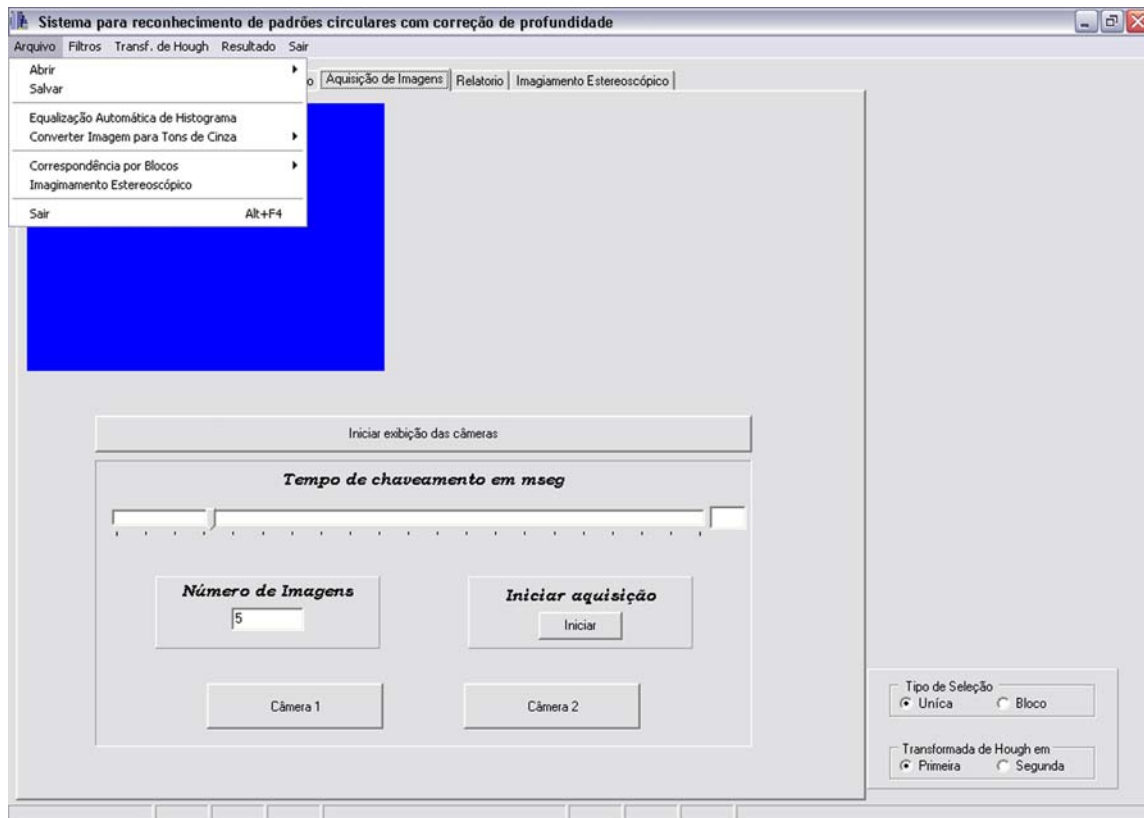 Sistema para reconhecimento de padrões circulares com correção de profundidade
Arquivo Filtros Transf. de Hough Resultado Sair
Abrir
Salvar
Equalização Automática de Histograma
Converter Imagem para Tons de Cinza
Correspondência por Blocos
Imagimamento Estereoscópico
Sair Alt+F4
Aquisição de Imagens Relatorio Imagiamento Estereoscópico
Iniciar exibição das câmeras
Tempo de chaveamento em mseg
Número de Imagens
5
Iniciar aquisição
Iniciar
Câmera 1 Câmera 2
Tipo de Seleção
Uníca Bloco
Transformada de Hough em
Primeira Segunda